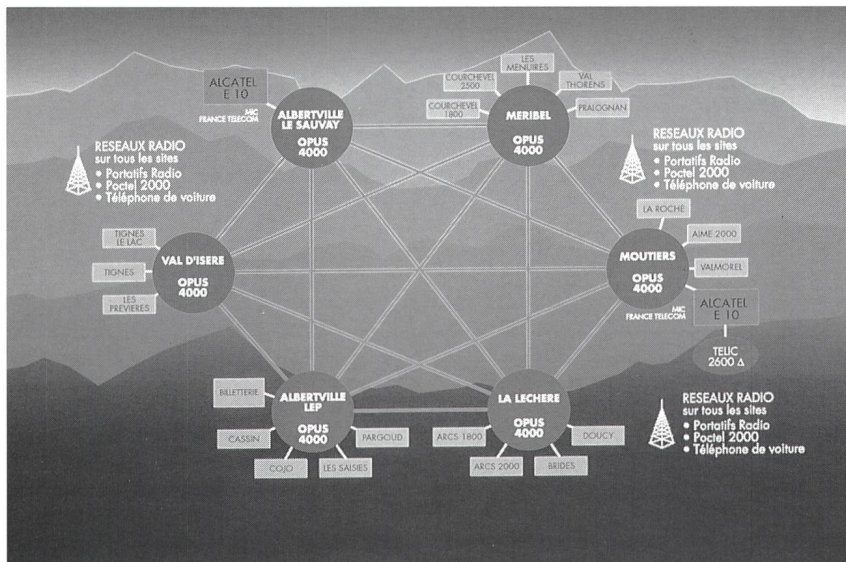 ALCATEL
E 10
MIC
FRANCE TELECOM
ALBERTVILLE
LE SAUVAY
OPUS
4000
COURCHEVEL
2500
LES
MENUIRES
VAL
THORENS
COURCHEVEL
1800
PRALOGNAN
MERIBEL
OPUS
4000
RESEAUX RADIO
sur tous les sites
• Portatifs Radio
• Poctel 2000
• Téléphone de voiture
RESEAUX RADIO
sur tous les sites
• Portatifs Radio
• Poctel 2000
• Téléphone de voiture
TIGNES
LE LAC
TIGNES
LES
PREVIERES
VAL D'ISERE
OPUS
4000
LA ROCHE
AIME 2000
VALMOREL
MOUTIERS
OPUS
4000
MIC
FRANCE TELECOM
ALCATEL
E 10
TELIC
2600 Δ
BILLETTERIE
CASSIN
COJO
LES SAISIES
PARGOUD
ALBERTVILLE
LEP
OPUS
4000
LA LECHERE
OPUS
4000
ARCS 1800
ARCS 2000
BRIDES
DOUCY
RESEAUX RADIO
sur tous les sites
• Portatifs Radio
• Poctel 2000
• Téléphone de voiture